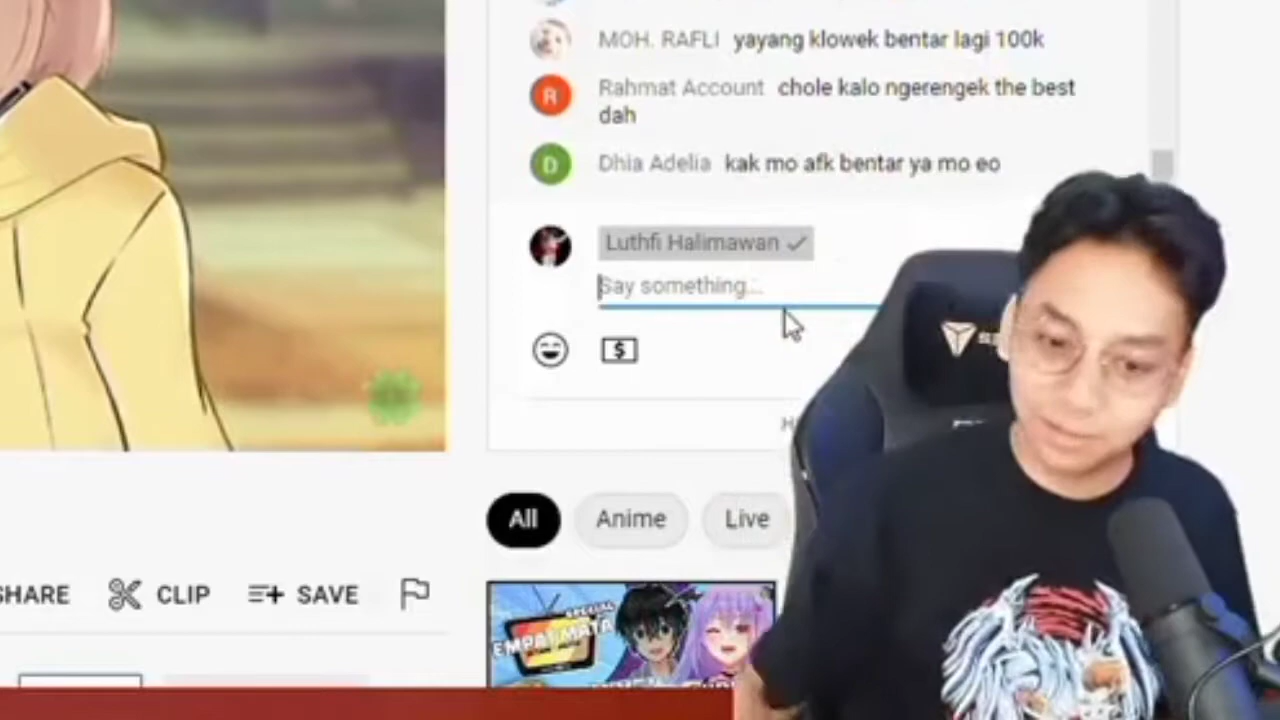 MOH. RAFLI yayang klowek bentar lagi 100k
R Rahmat Account chole kalo ngerengek the best
dah
D Dhia Adelia kak mo afk bentar ya mo eo
Luthfi Halimawan
Say something...
$
All Anime Live
SHARE CLIP SAVE
SPECIAL
EMPAT MATA